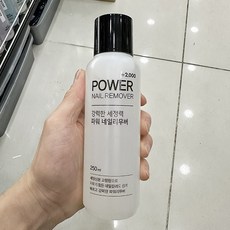 +2,000
POWER
NAIL REMOVER
강력한 세정력
파워 네일리무버
250ml